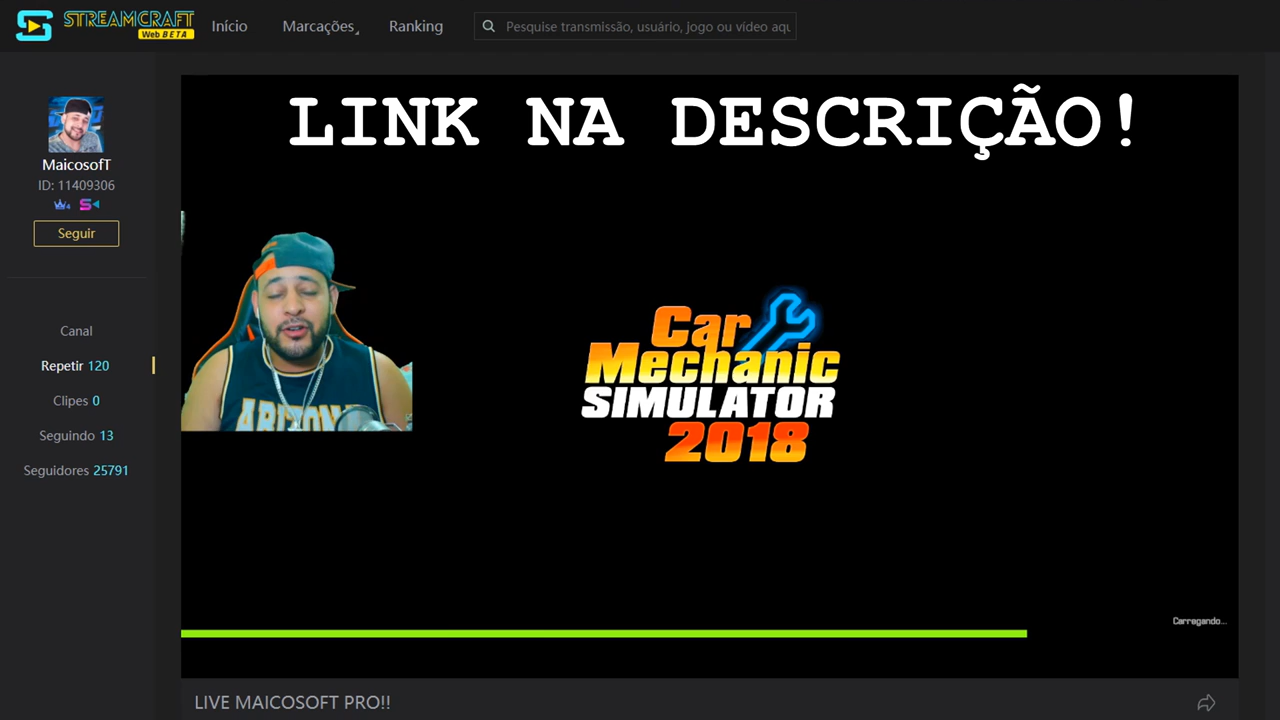 STREAMCRAFT
Web BETA
Início
Marcações
Ranking
Pesquise transmissão, usuário, jogo ou vídeo aqu
MaicosofT
ID: 11409306
Seguir
Canal
Repetir 120
Clipes 0
Seguindo 13
Seguidores 25791
LINK NA DESCRIÇÃO!
Car
Mechanic
SIMULATOR
2018
Carregando...
LIVE MAICOSOFT PRO!!